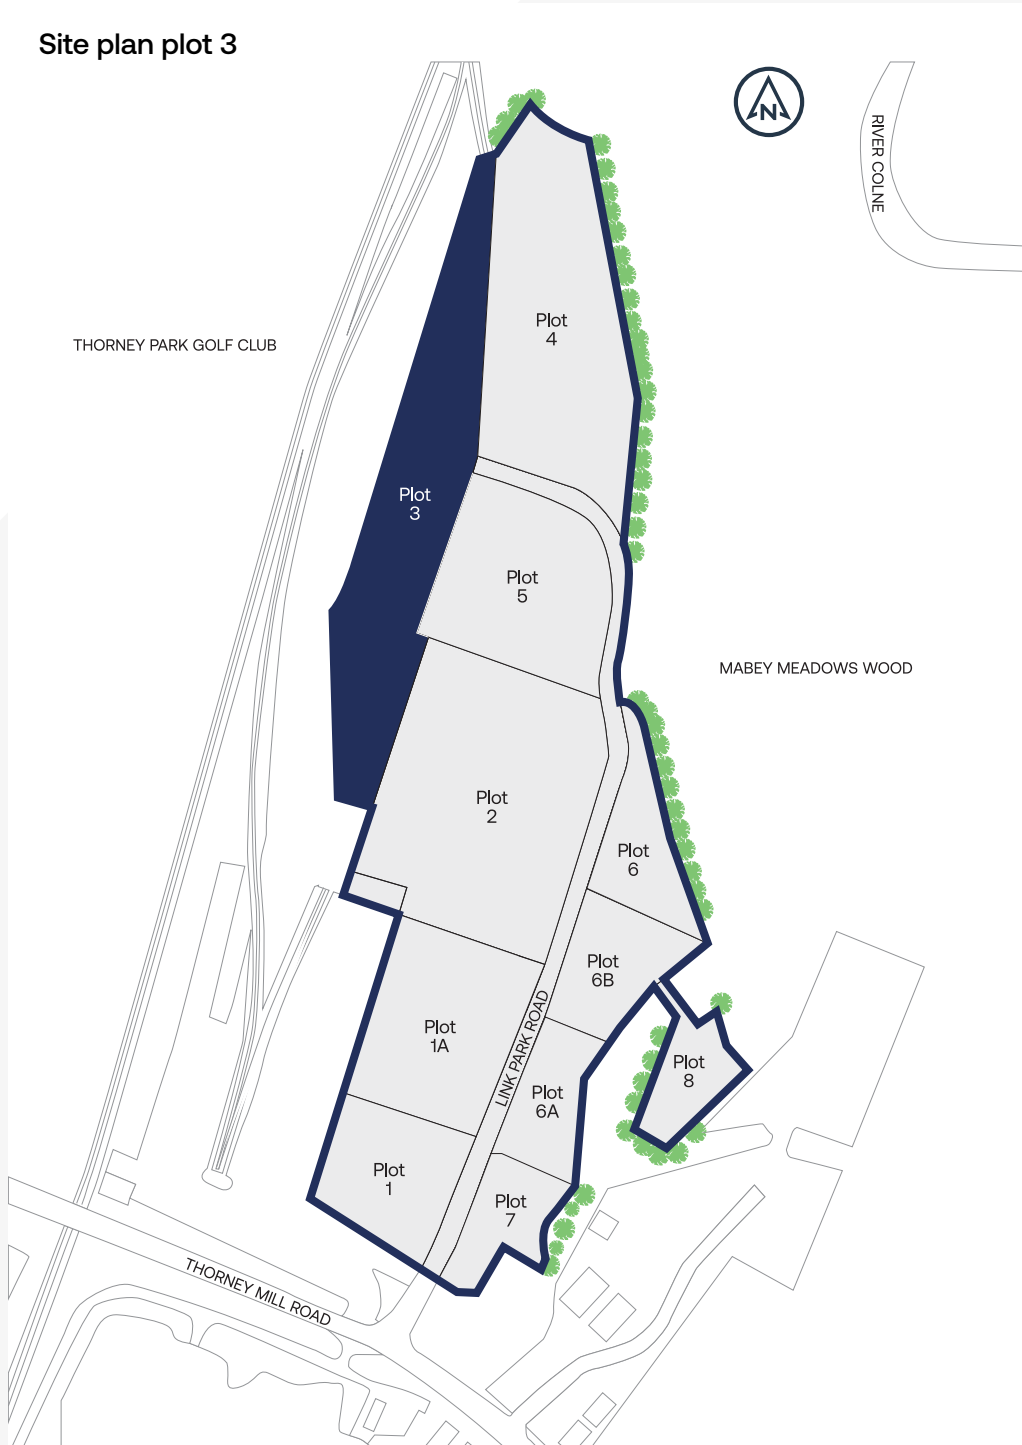 Site plan plot 3
N
RIVER COLNE
Plot
4
THORNEY PARK GOLF CLUB
Plot
3
Plot
5
MABEY MEADOWS WOOD
Plot
2
Plot
6
Plot
6B
Plot
1A
LINK PARK ROAD
Plot
8
Plot
6A
Plot
1
Plot
7
THORNEY MILL ROAD